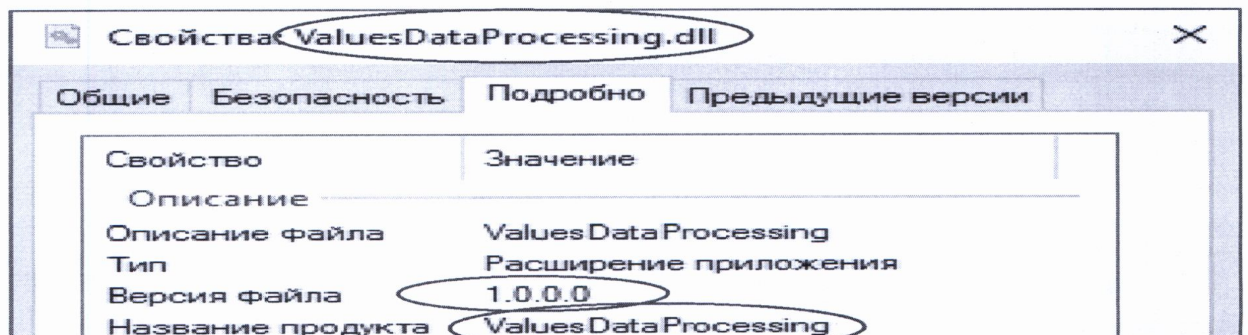 Свойства: ValuesDataProcessing.dll
Общие Безопасность Подробно Предыдущие версии
Свойство Значение
Описание
Описание файла ValuesDataProcessing
Тип Расширение приложения
Версия файла 1.0.0.0
Название продукта ValuesDataProcessing